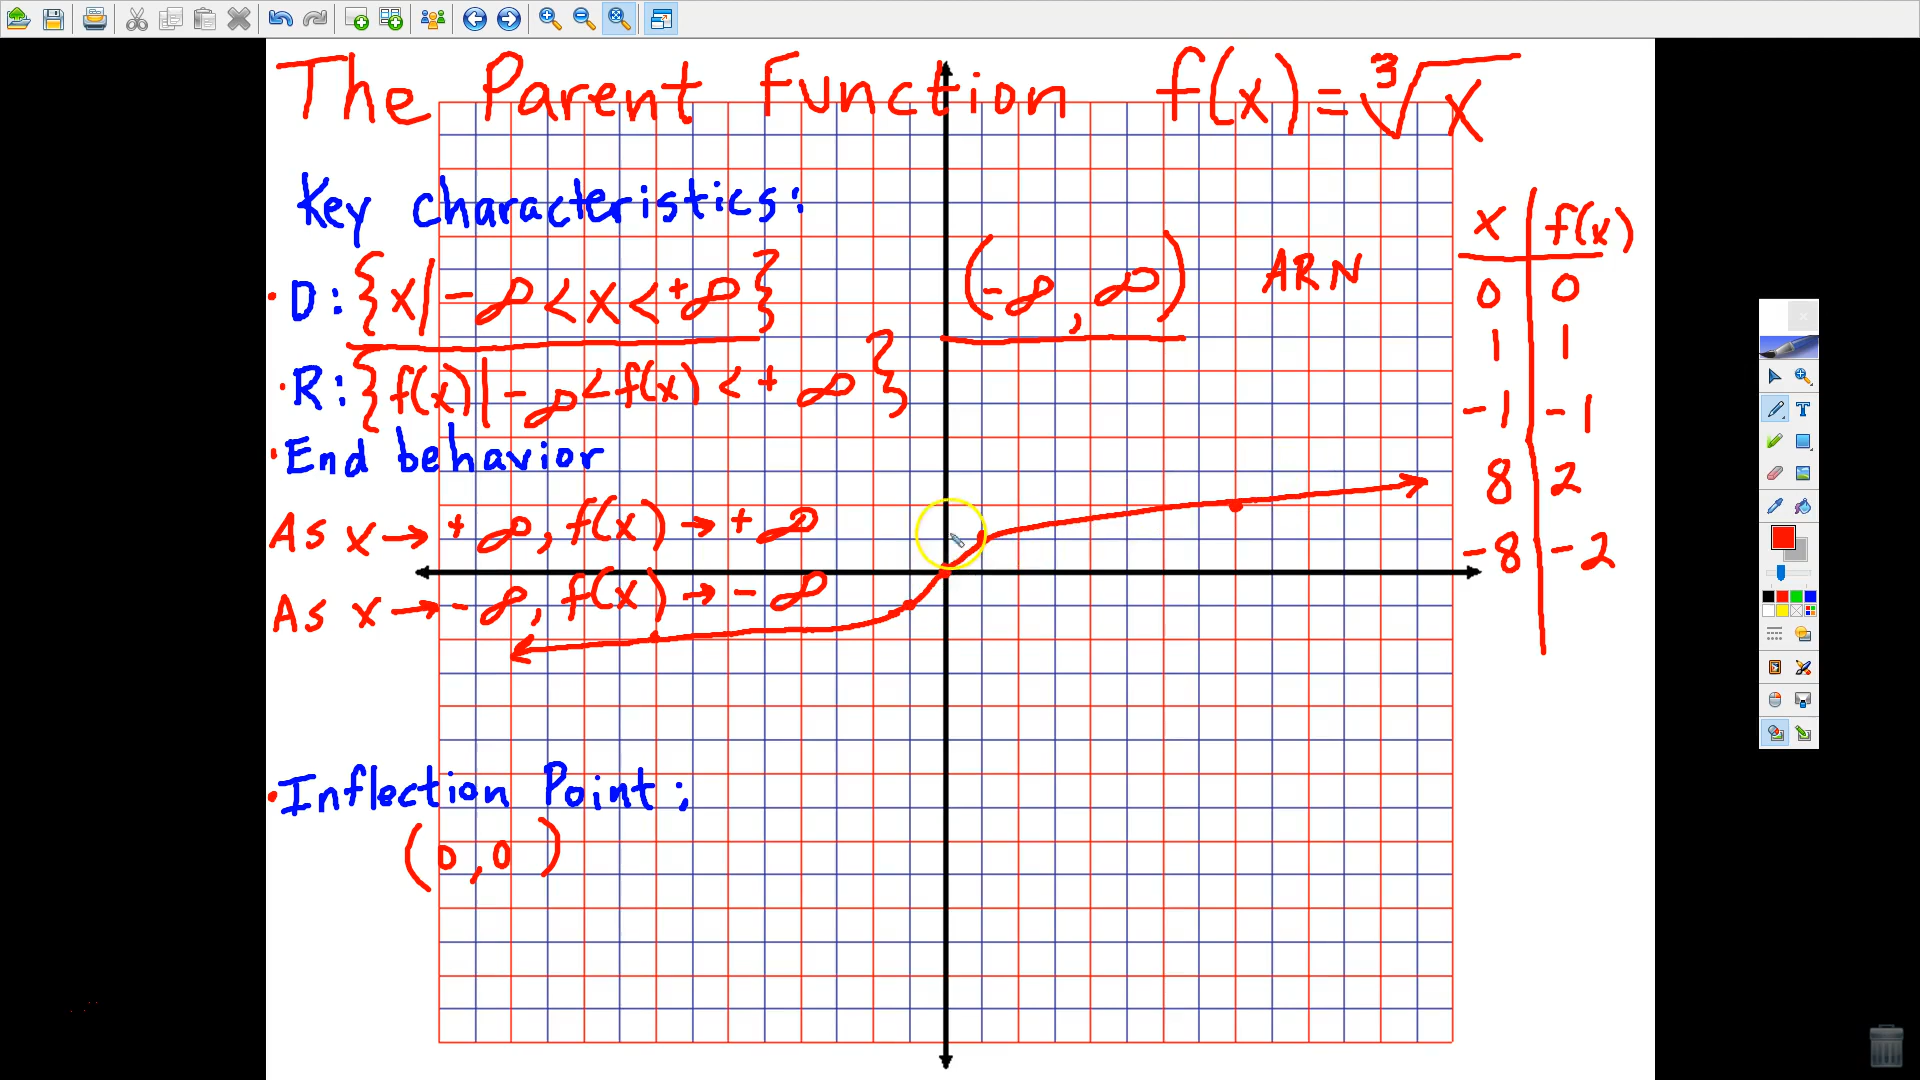 The Parent Function f(x) = ∛x
Key characteristics:
• D: {x| -∞ < x < +∞} (-∞, ∞) ARN
• R: {f(x)| -∞ < f(x) < +∞}
• End behavior
As x → +∞, f(x) → +∞
As x → -∞, f(x) → -∞
• Inflection Point:
(0,0)
x f(x)
0 0
1 1
-1 -1
8 2
-8 -2